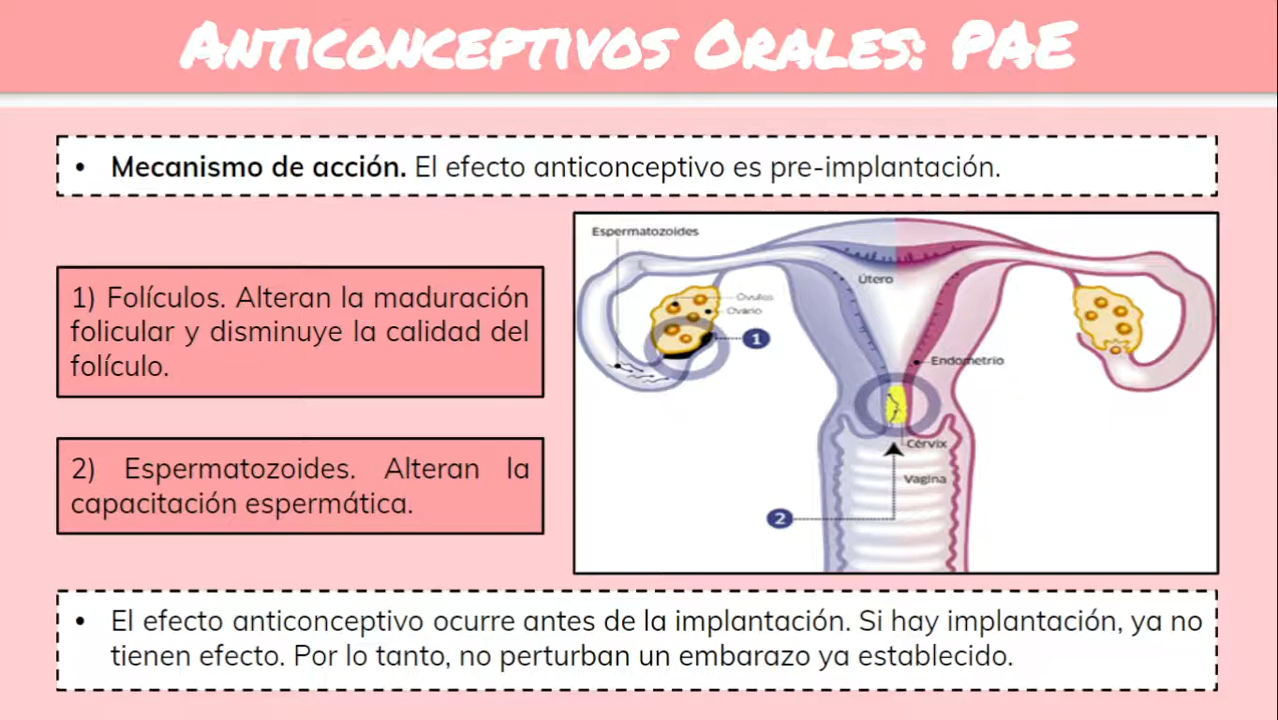 Anticonceptivos Orales: PAE
• Mecanismo de acción. El efecto anticonceptivo es pre-implantación.
1) Folículos. Alteran la maduración
folicular y disminuye la calidad del
folículo.
2) Espermatozoides. Alteran la
capacitación espermática.
Espermatozoides
Útero
Óvulos
Ovario
1
Endometrio
Cérvix
Vagina
2
• El efecto anticonceptivo ocurre antes de la implantación. Si hay implantación, ya no
tienen efecto. Por lo tanto, no perturban un embarazo ya establecido.